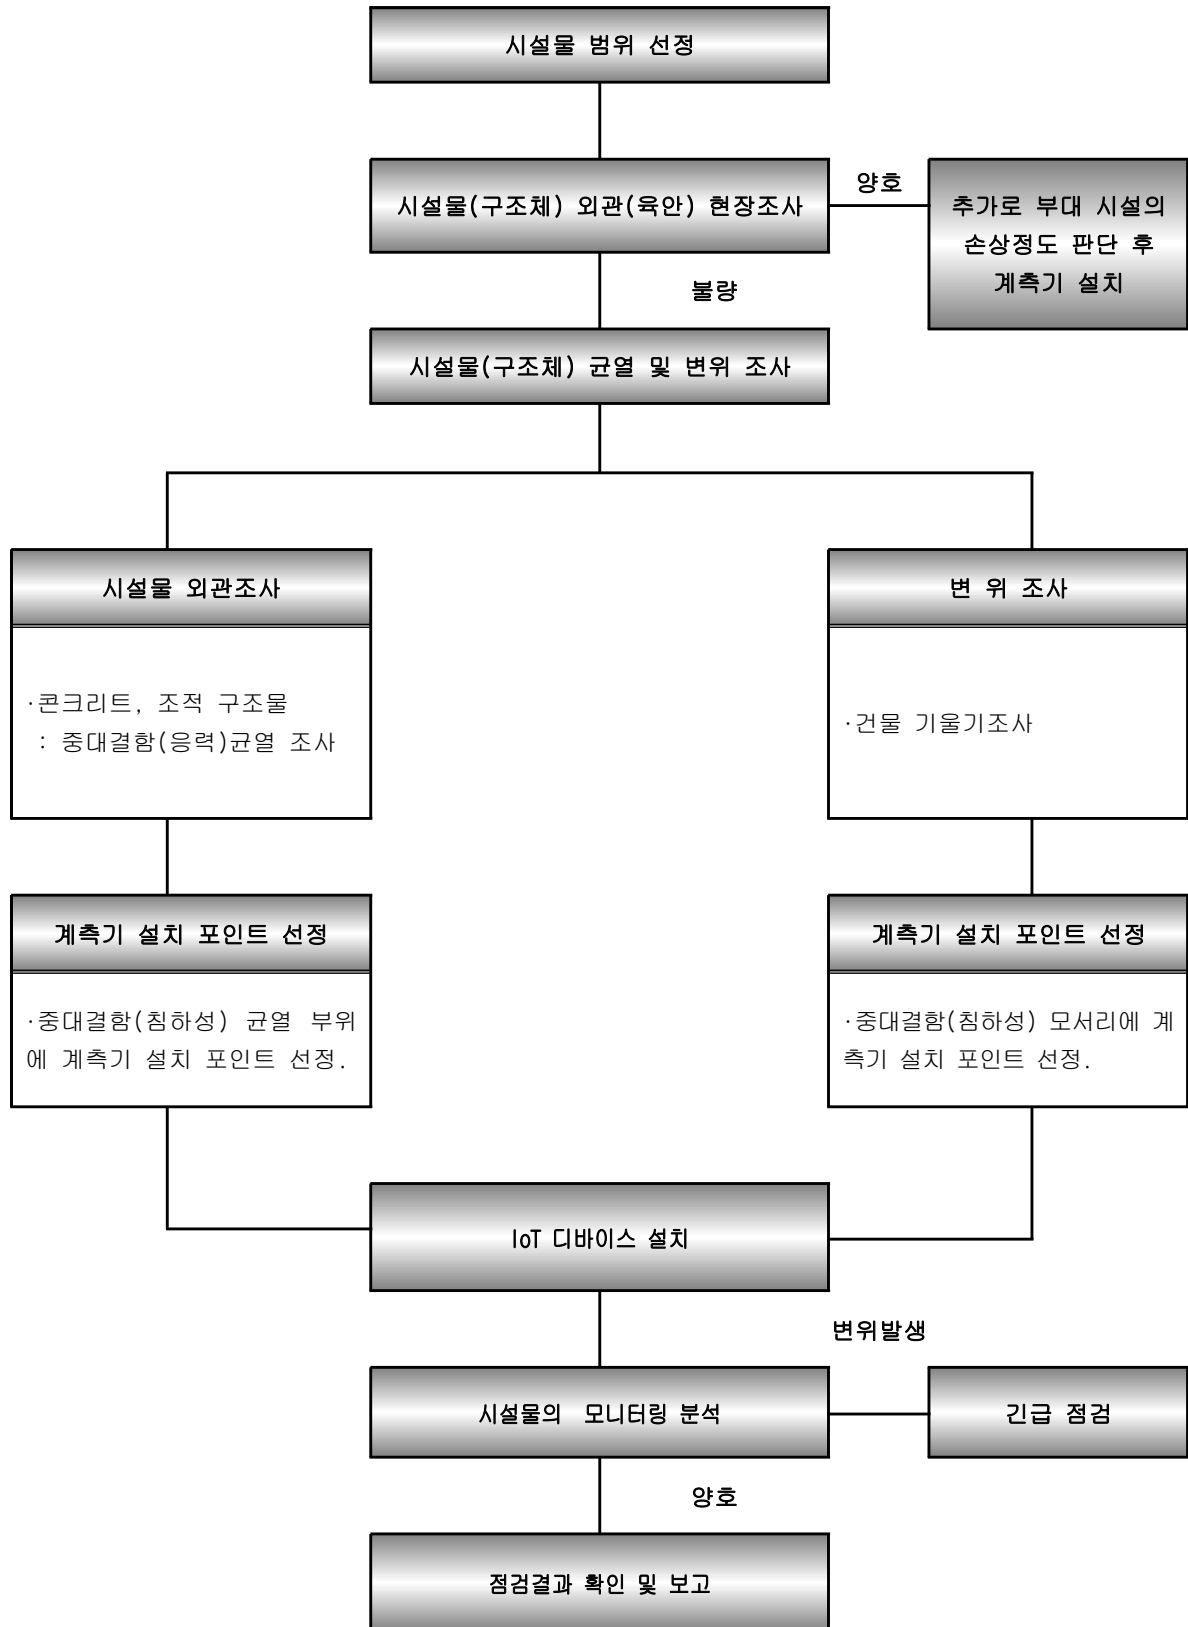 시설물 범위 선정
시설물(구조체) 외관(육안) 현장조사
양호
추가로 부대 시설의
손상정도 판단 후
계측기 설치
불량
시설물(구조체) 균열 및 변위 조사
시설물 외관조사
·콘크리트, 조적 구조물
: 중대결함(응력)균열 조사
변 위 조사
·건물 기울기조사
계측기 설치 포인트 선정
·중대결함(침하성) 균열 부위
에 계측기 설치 포인트 선정.
계측기 설치 포인트 선정
·중대결함(침하성) 모서리에 계
측기 설치 포인트 선정.
IoT 디바이스 설치
변위발생
시설물의 모니터링 분석
긴급 점검
양호
점검결과 확인 및 보고